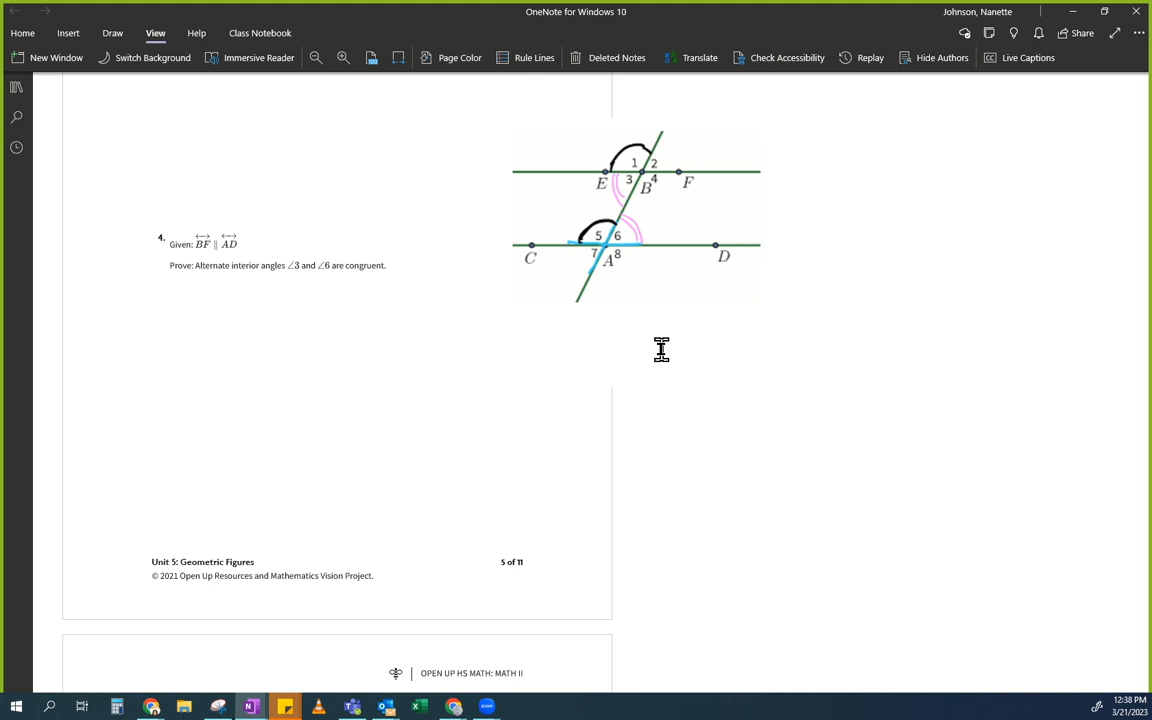 OneNote for Windows 10
Johnson, Nanette
Home Insert Draw View Help Class Notebook
Share
New Window Switch Background Immersive Reader Page Color Rule Lines Deleted Notes Translate Check Accessibility Replay Hide Authors CC Live Captions
1 2
E 3 B 4 F
4. Given: BF ∥ AD
5 6
C 7 A 8 D
Prove: Alternate interior angles ∠3 and ∠6 are congruent.
Unit 5: Geometric Figures 5 of 11
© 2021 Open Up Resources and Mathematics Vision Project.
OPEN UP HS MATH: MATH II
12:38 PM
3/21/2023